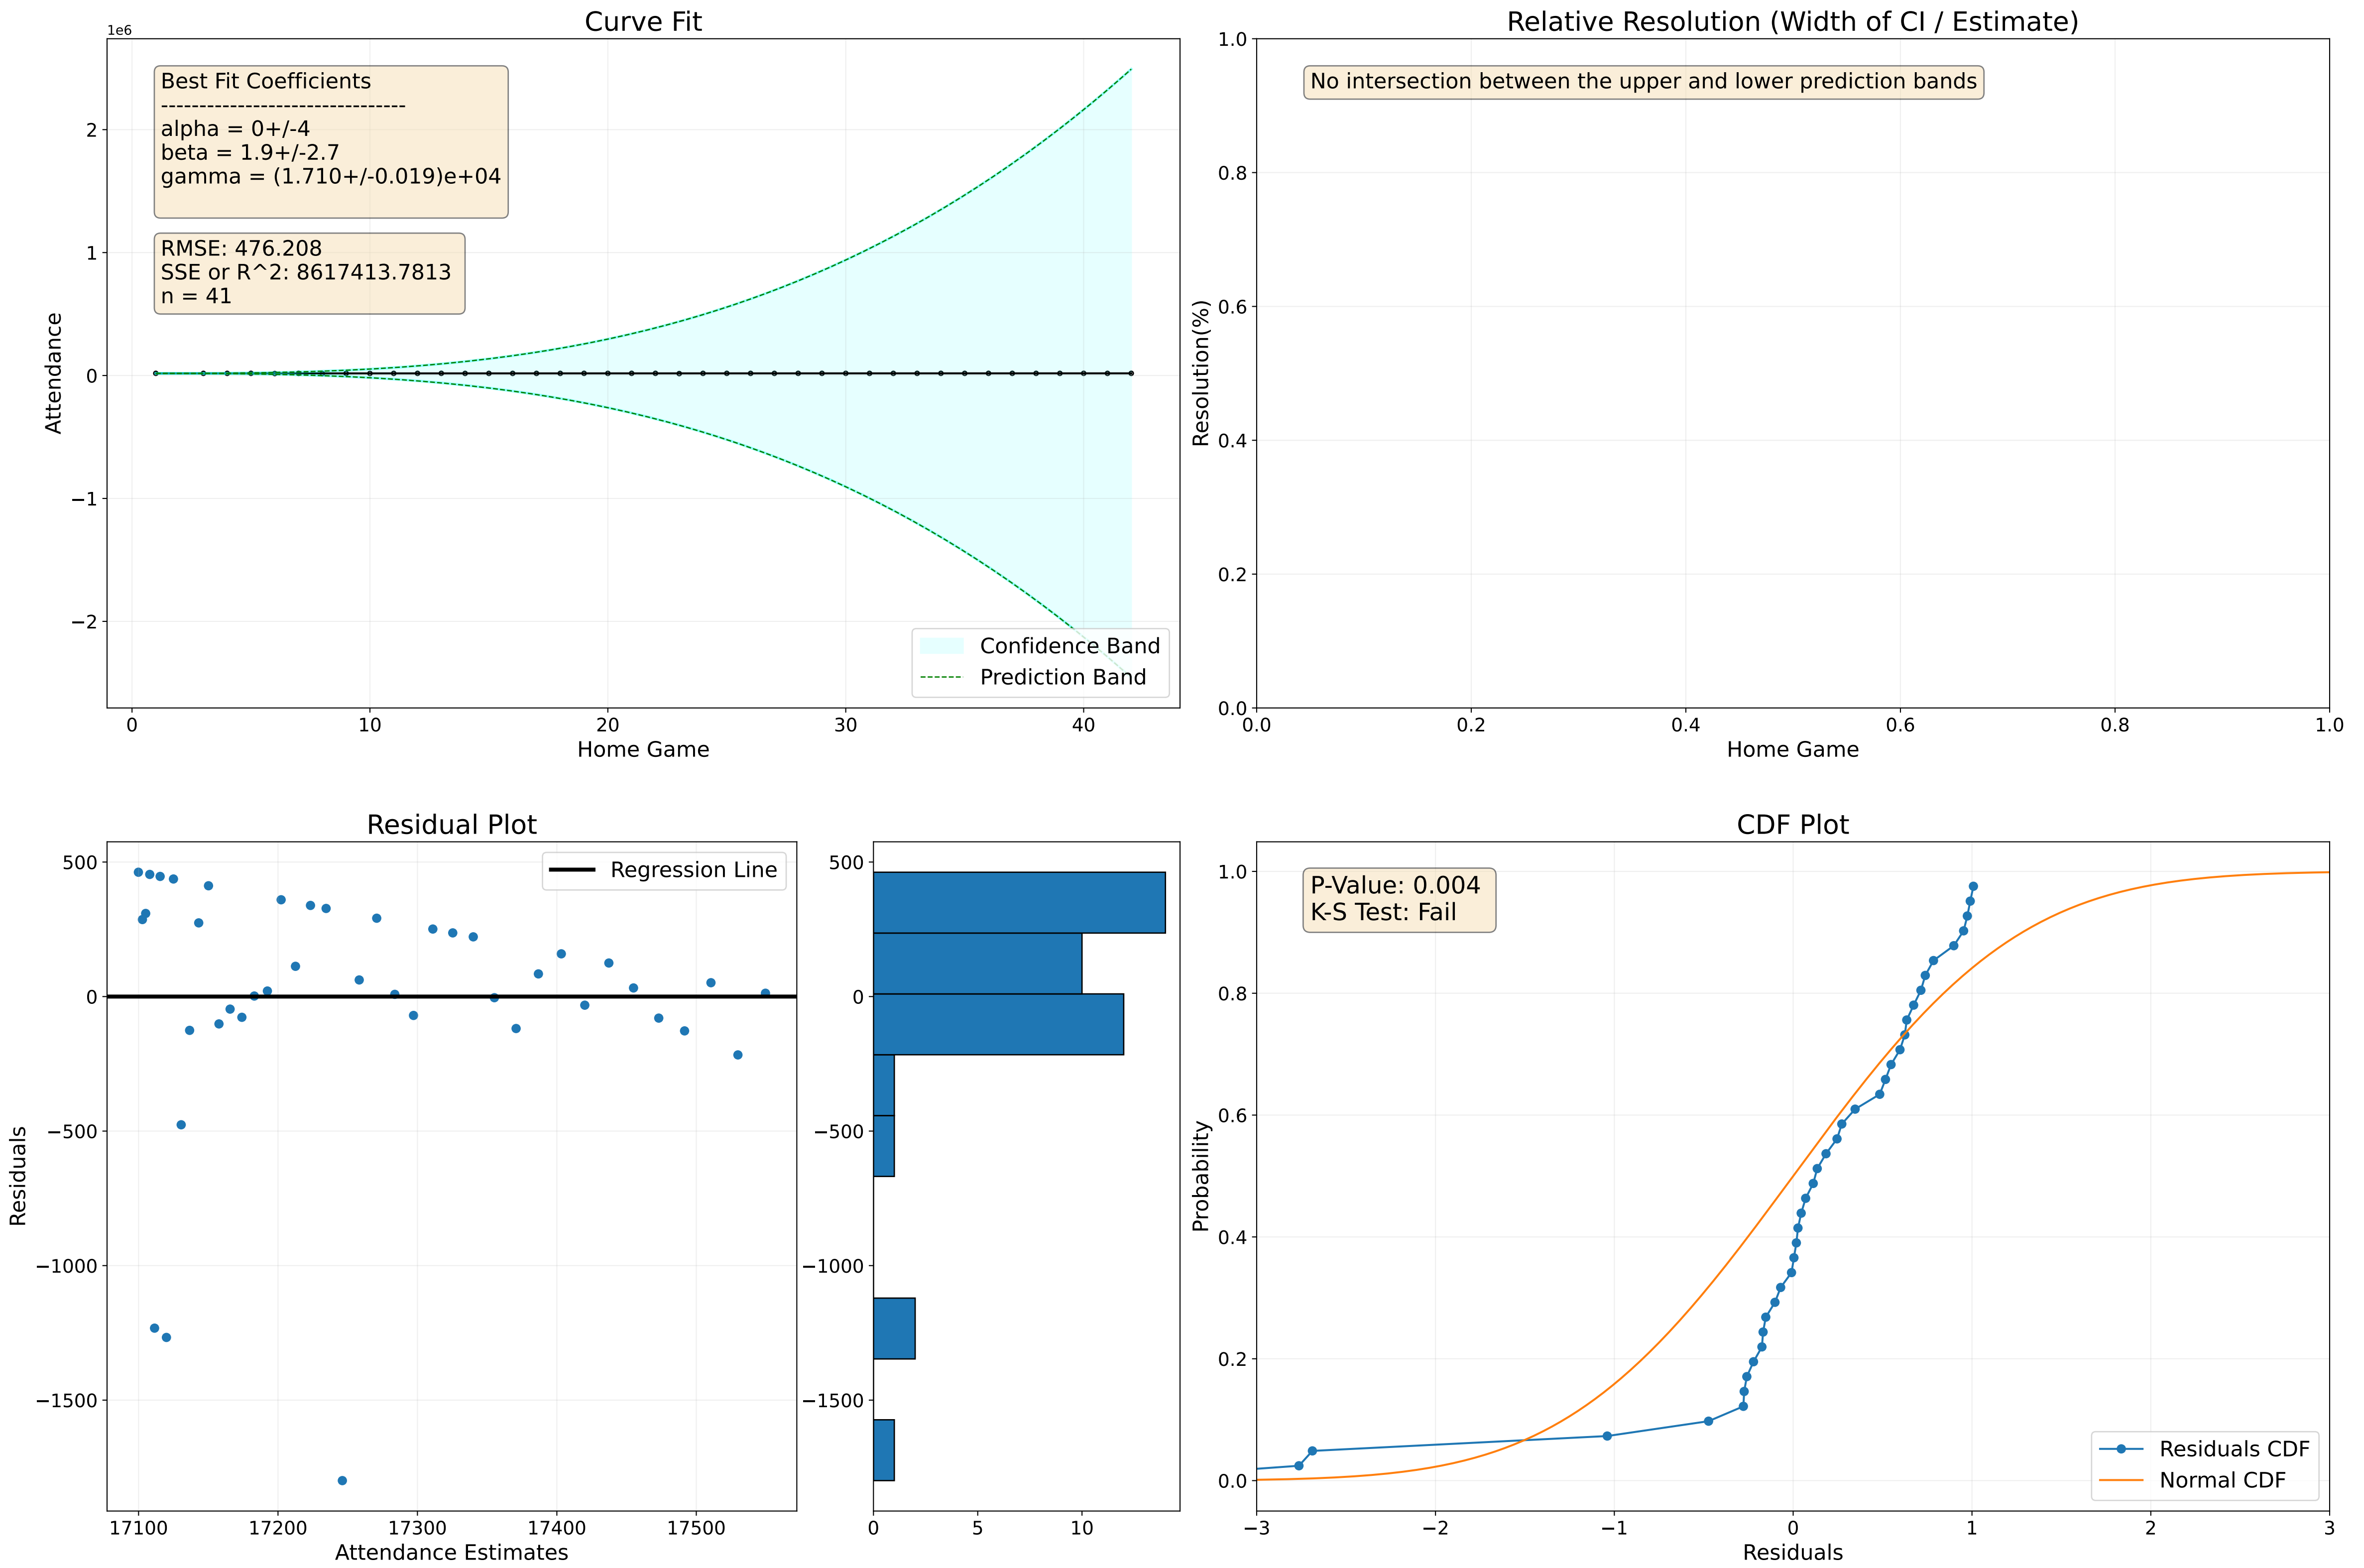 Curve Fit
1e6
Best Fit Coefficients
--------------------------------
alpha = 0+/-4
beta = 1.9+/-2.7
gamma = (1.710+/-0.019)e+04
RMSE: 476.208
SSE or R^2: 8617413.7813
n = 41
2
1
0
−1
−2
Attendance
Confidence Band
Prediction Band
0 10 20 30 40
Home Game
Relative Resolution (Width of CI / Estimate)
No intersection between the upper and lower prediction bands
1.0
0.8
0.6
0.4
0.2
0.0
Resolution(%)
0.0 0.2 0.4 0.6 0.8 1.0
Home Game
Residual Plot
Regression Line
500
0
−500
−1000
−1500
Residuals
17100 17200 17300 17400 17500
Attendance Estimates
500
0
−500
−1000
−1500
0 5 10
CDF Plot
P-Value: 0.004
K-S Test: Fail
1.0
0.8
0.6
0.4
0.2
0.0
Probability
Residuals CDF
Normal CDF
−3 −2 −1 0 1 2 3
Residuals